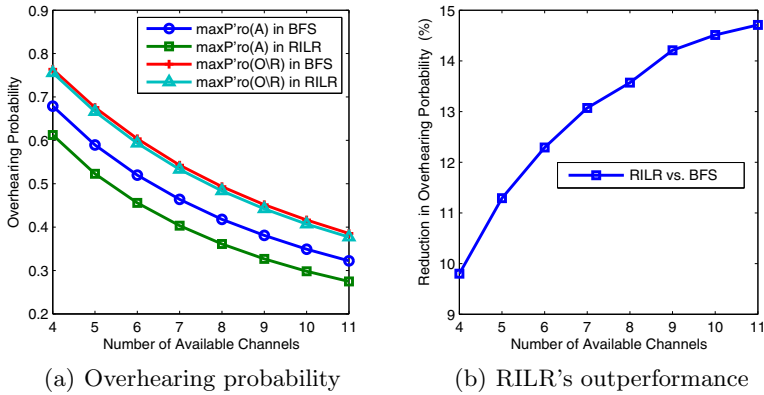 0.9
0.8
0.7
0.6
0.5
0.4
0.3
0.2
Overhearing Probability
maxP'ro(A) in BFS
maxP'ro(A) in RILR
maxP'ro(O\R) in BFS
maxP'ro(O\R) in RILR
4 5 6 7 8 9 10 11
Number of Available Channels
(a) Overhearing probability
15
14
13
12
11
10
9
Reduction in Overhearing Porbability (%)
RILR vs. BFS
4 5 6 7 8 9 10 11
Number of Available Channels
(b) RILR's outperformance